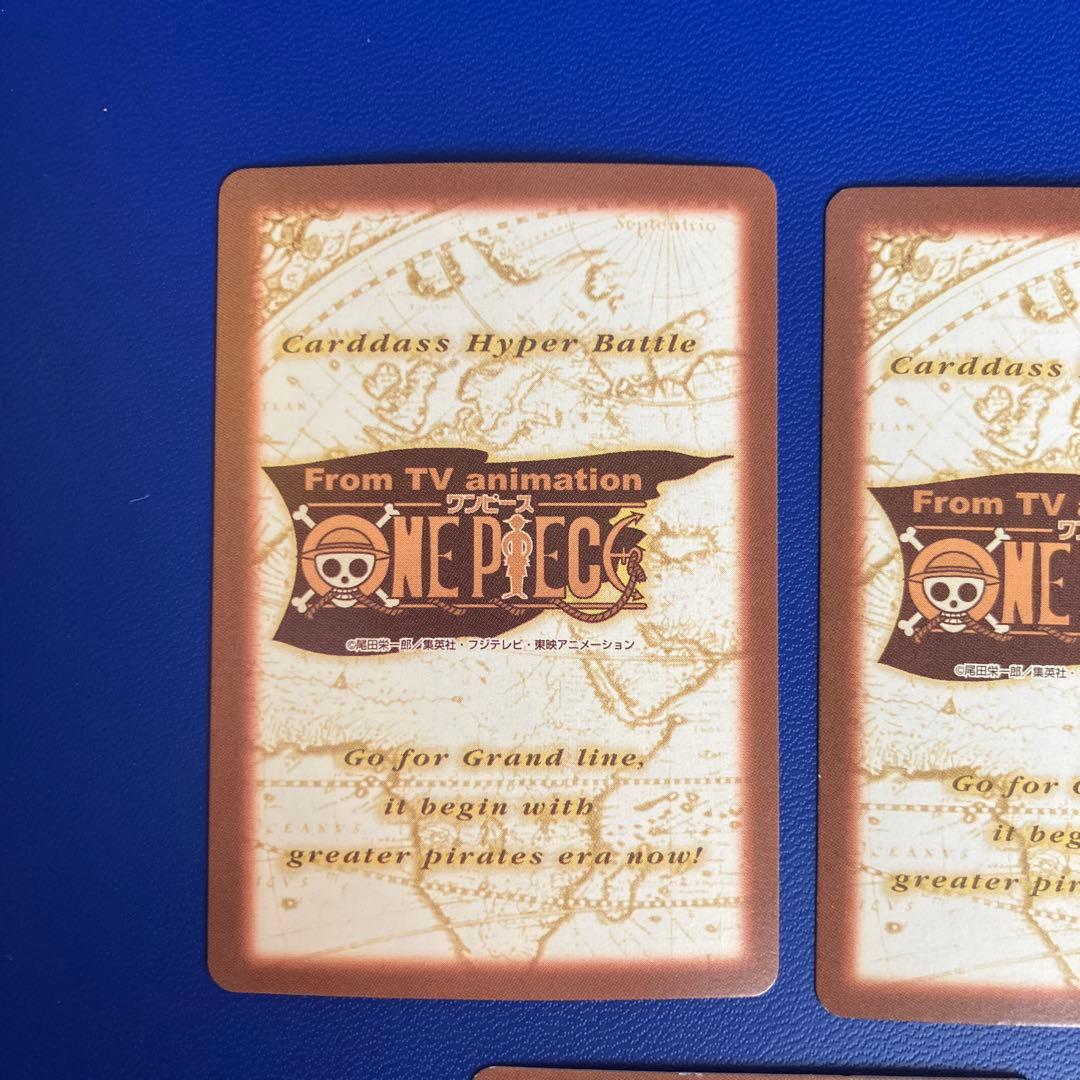 Septentrio
Carddass Hyper Battle
From TV animation
ワンピース
ONE PIECE
©尾田栄一郎/集英社・フジテレビ・東映アニメーション
Go for Grand line,
it begin with
greater pirates era now!
Carddass
From TV
ONE
©尾田栄一郎/集英社・
Go for
it beg
greater pir